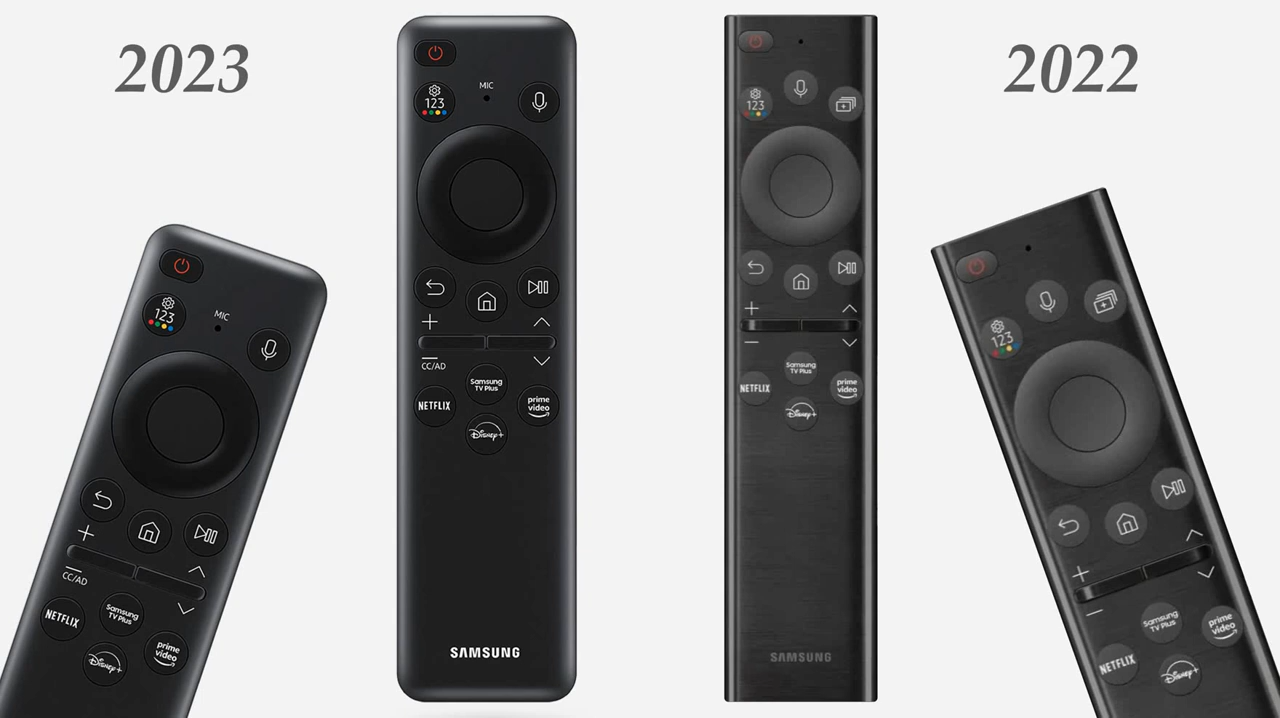 2023
2022
MIC
123
CC/AD
Samsung
TV Plus
NETFLIX
prime
video
Disney+
SAMSUNG
123
+
−
Samsung
TV Plus
NETFLIX
prime
video
Disney+
SAMSUNG
123
MIC
CC/AD
NETFLIX
Samsung
TV Plus
prime
video
Disney+
123
Samsung
TV Plus
prime
video
NETFLIX
Disney+